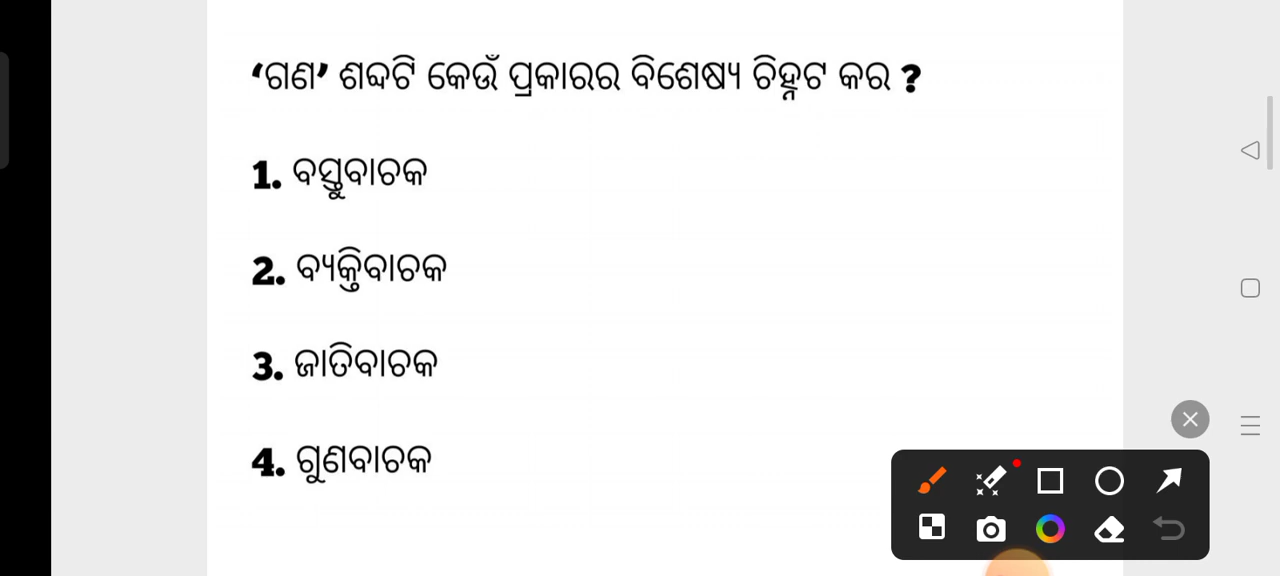 ‘ଗଣ’ ଶବ୍ଦଟି କେଉଁ ପ୍ରକାରର ବିଶେଷ୍ୟ ଚିହ୍ନଟ କର ?
1. ବସ୍ତୁବାଚକ
2. ବ୍ୟକ୍ତିବାଚକ
3. ଜାତିବାଚକ
4. ଗୁଣବାଚକ